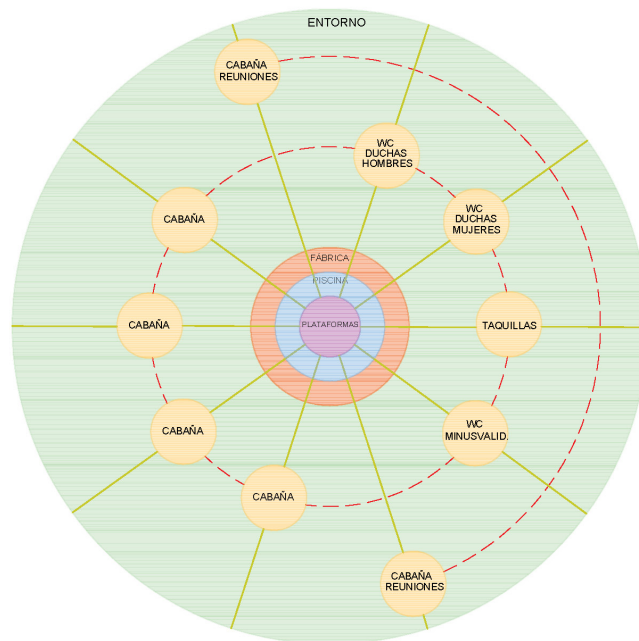 ENTORNO
CABAÑA
REUNIONES
WC
DUCHAS
HOMBRES
CABAÑA
WC
DUCHAS
MUJERES
FÁBRICA
PISCINA
PLATAFORMAS
CABAÑA
TAQUILLAS
CABAÑA
WC
MINUSVALID.
CABAÑA
CABAÑA
REUNIONES